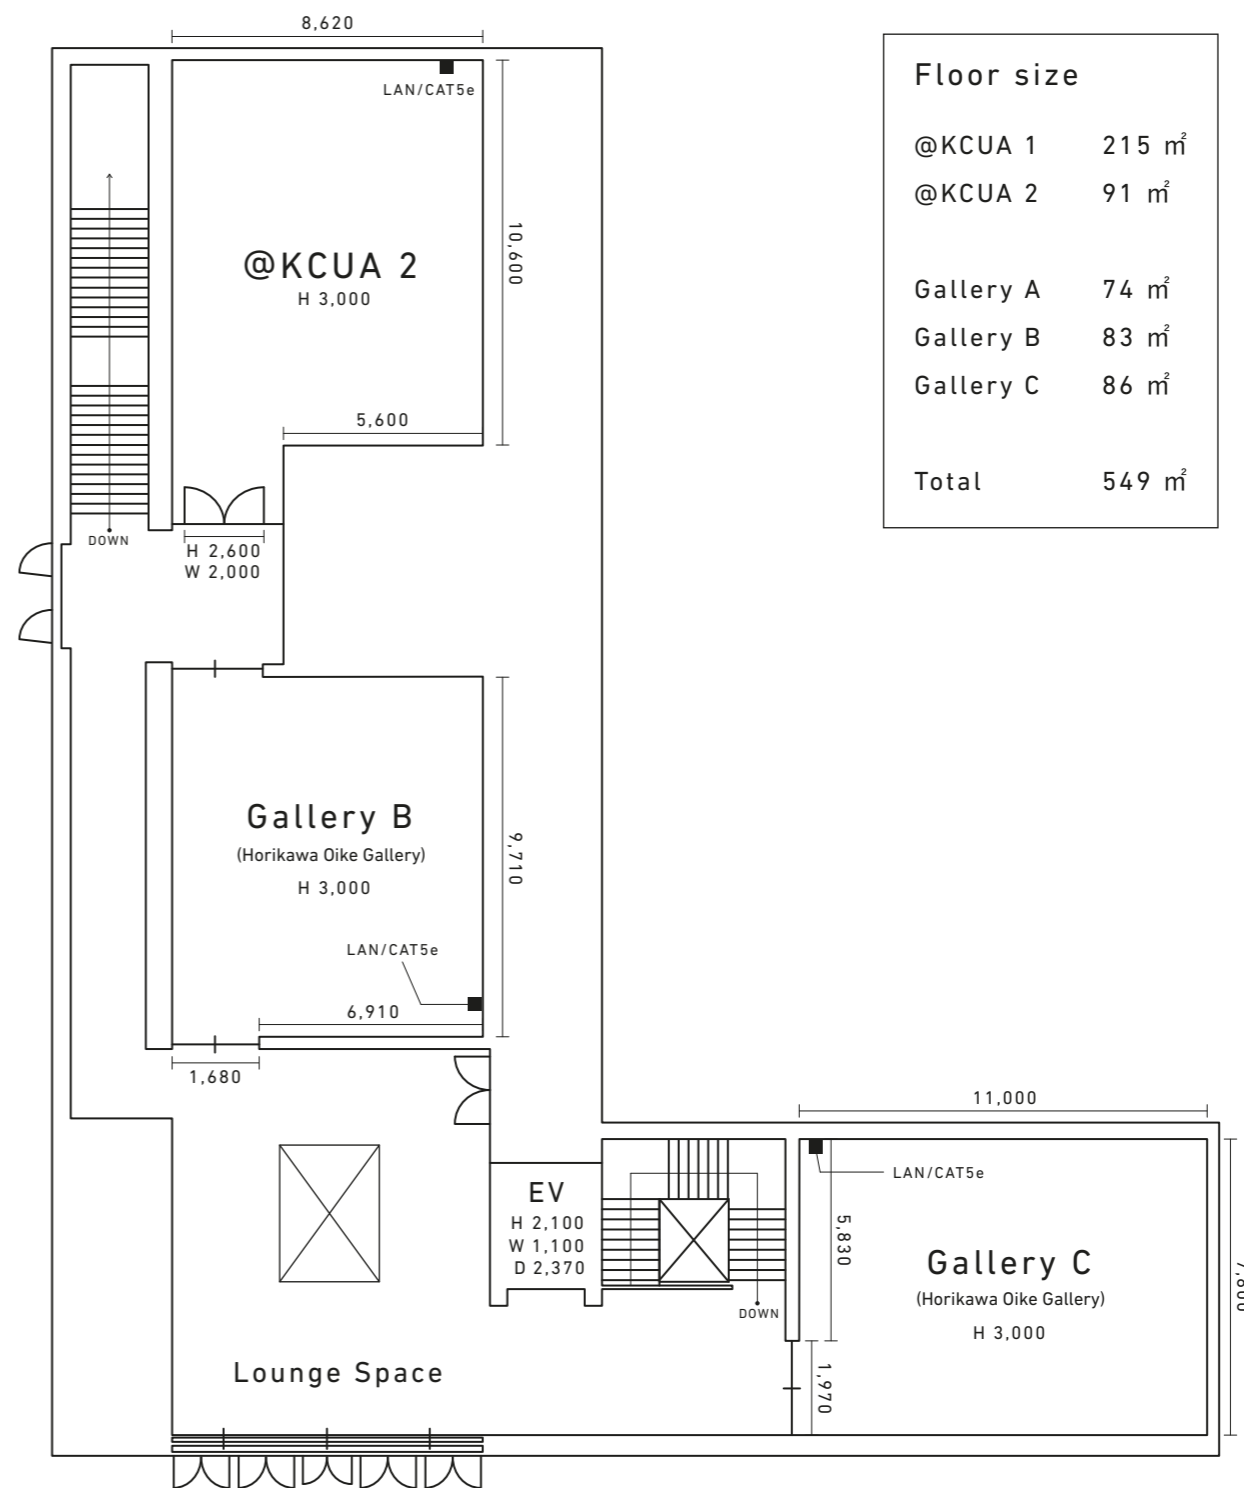 8,620
LAN/CAT5e
@KCUA 2
H 3,000
10,600
5,600
DOWN
H 2,600
W 2,000
Gallery B
(Horikawa Oike Gallery)
H 3,000
9,710
LAN/CAT5e
6,910
1,680
EV
H 2,100
W 1,100
D 2,370
DOWN
Lounge Space
11,000
LAN/CAT5e
5,830
Gallery C
(Horikawa Oike Gallery)
H 3,000
7,800
1,970
Floor size
@KCUA 1 215 ㎡
@KCUA 2 91 ㎡
Gallery A 74 ㎡
Gallery B 83 ㎡
Gallery C 86 ㎡
Total 549 ㎡